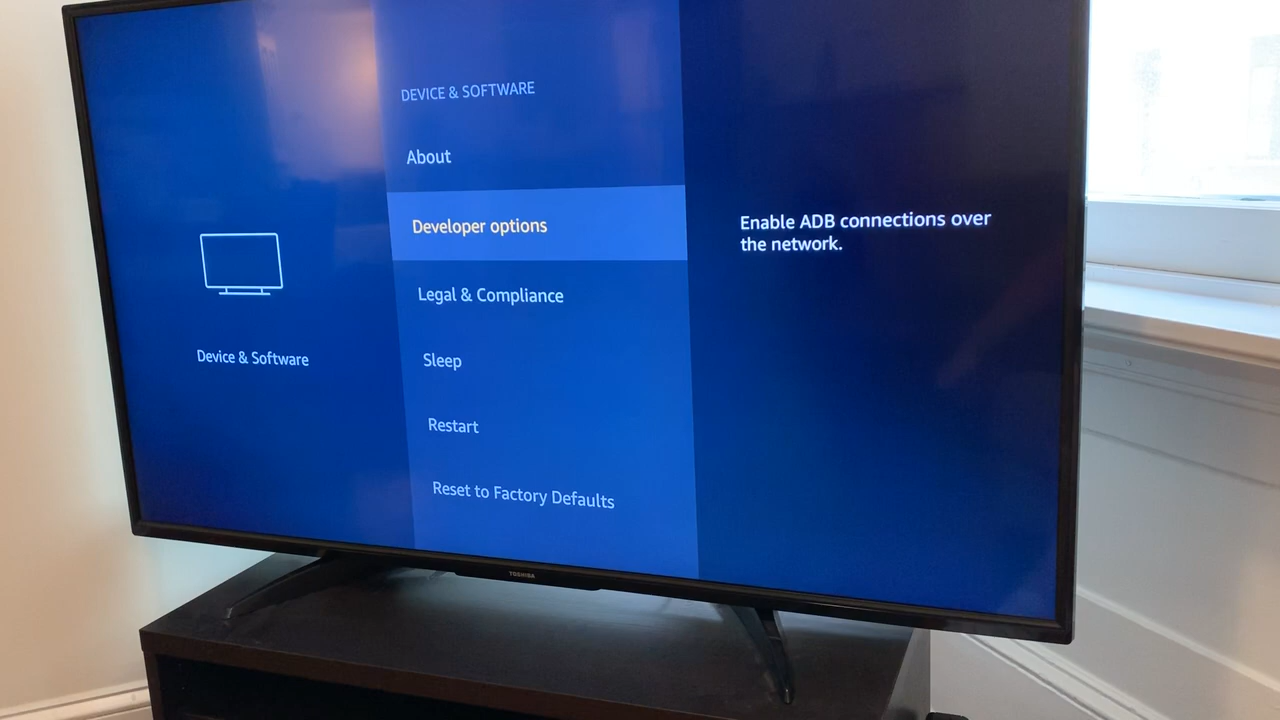 DEVICE & SOFTWARE
About
Developer options
Legal & Compliance
Sleep
Restart
Reset to Factory Defaults
Device & Software
Enable ADB connections over
the network.
TOSHIBA